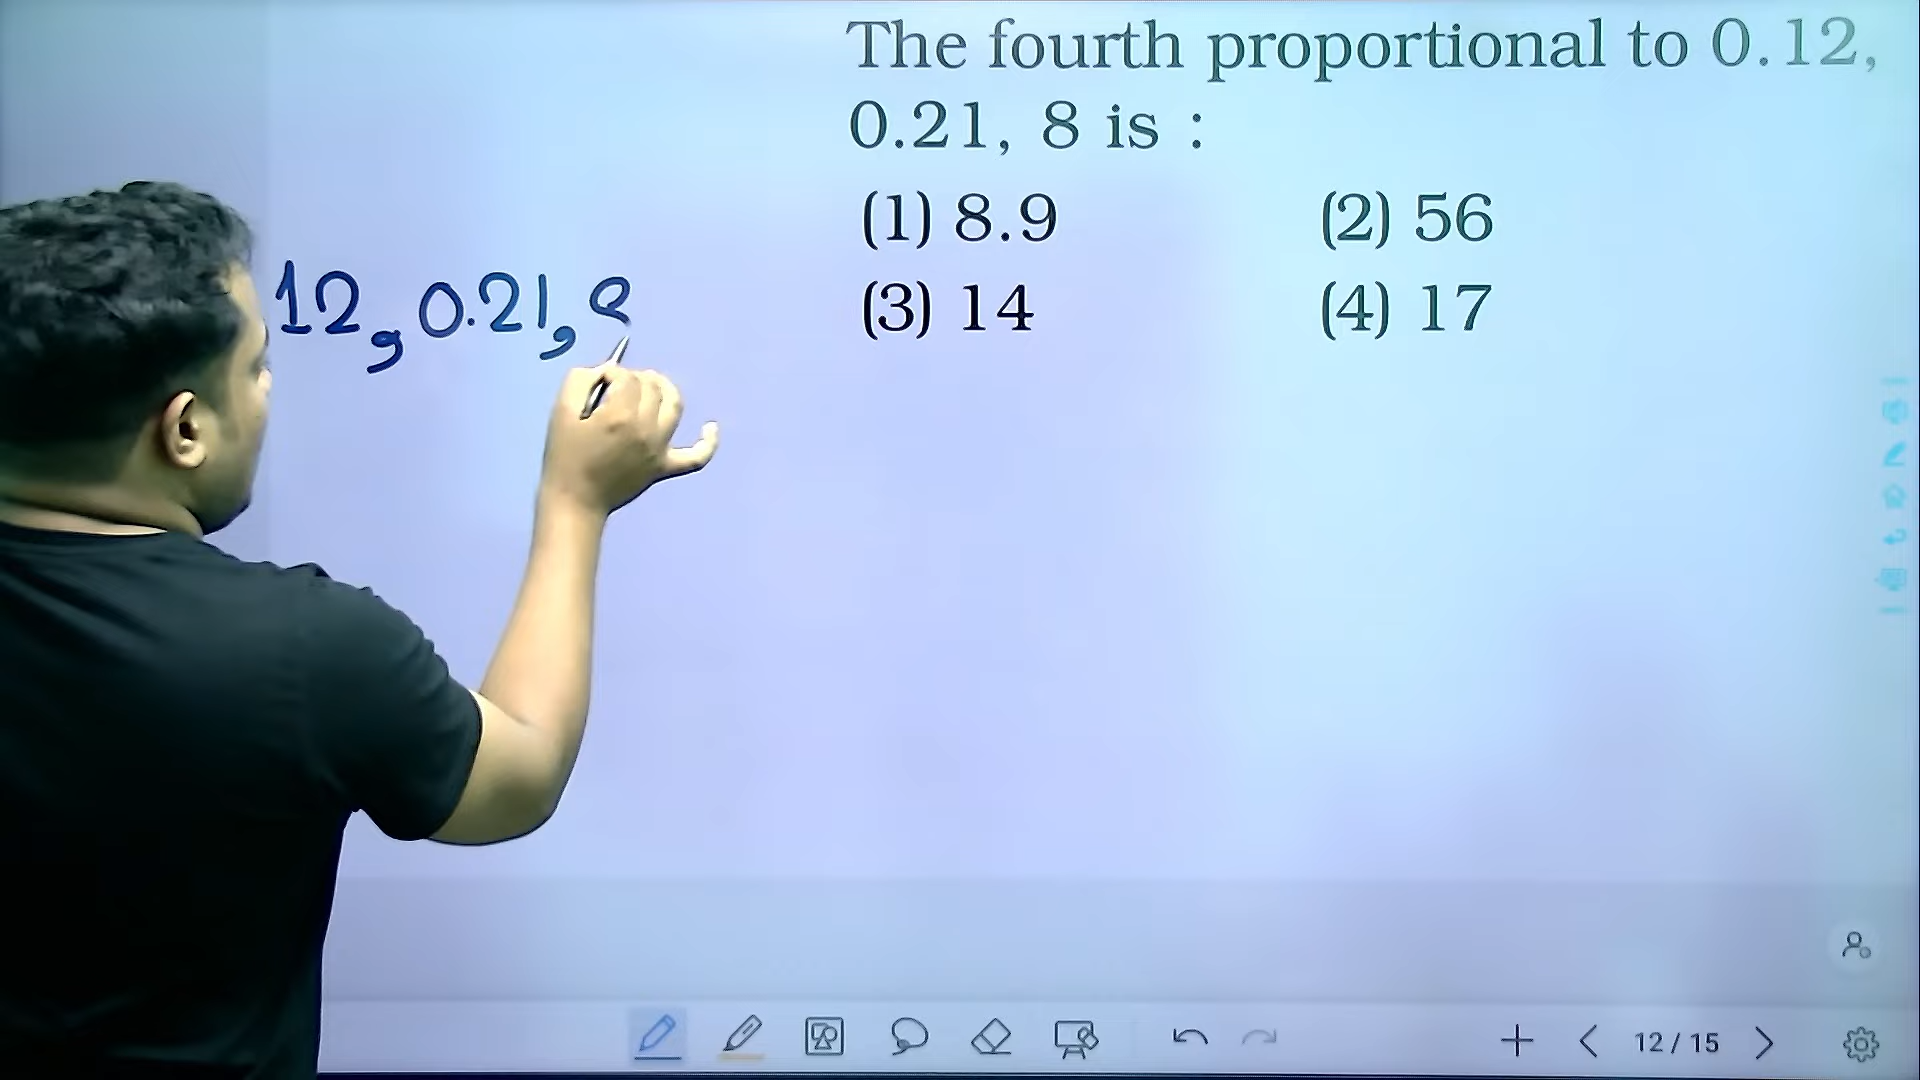 The fourth proportional to 0.12,
0.21, 8 is :
(1) 8.9 (2) 56
(3) 14 (4) 17
12, 0.21, 8
12 / 15